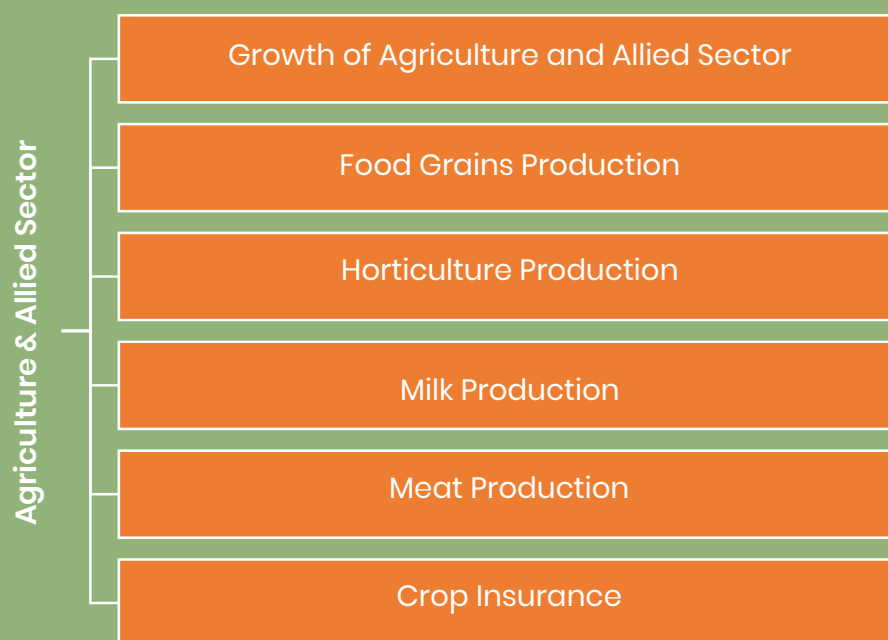 Agriculture & Allied Sector
Growth of Agriculture and Allied Sector
Food Grains Production
Horticulture Production
Milk Production
Meat Production
Crop Insurance